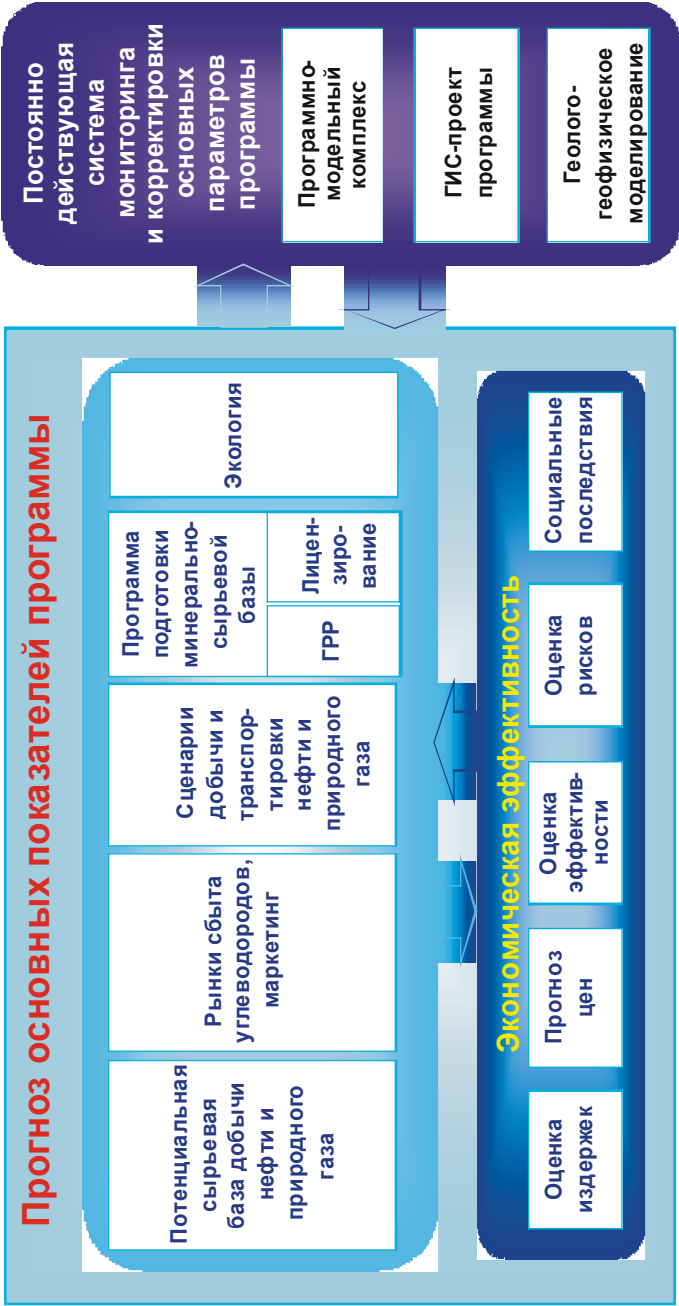 Прогноз основных показателей программы
Потенциальная
сырьевая
база добычи
нефти и
природного
газа
Рынки сбыта
углеводородов,
маркетинг
Сценарии
добычи и
транспор-
тировки
нефти и
природного
газа
Программа
подготовки
минерально-
сырьевой
базы
ГРР
Лицен-
зиро-
вание
Экология
Экономическая эффективность
Оценка
издержек
Прогноз
цен
Оценка
эффектив-
ности
Оценка
рисков
Социальные
последствия
Постоянно
действующая
система
мониторинга
и корректировки
основных
параметров
программы
Программно-
модельный
комплекс
ГИС-проект
программы
Геолого-
геофизическое
моделирование